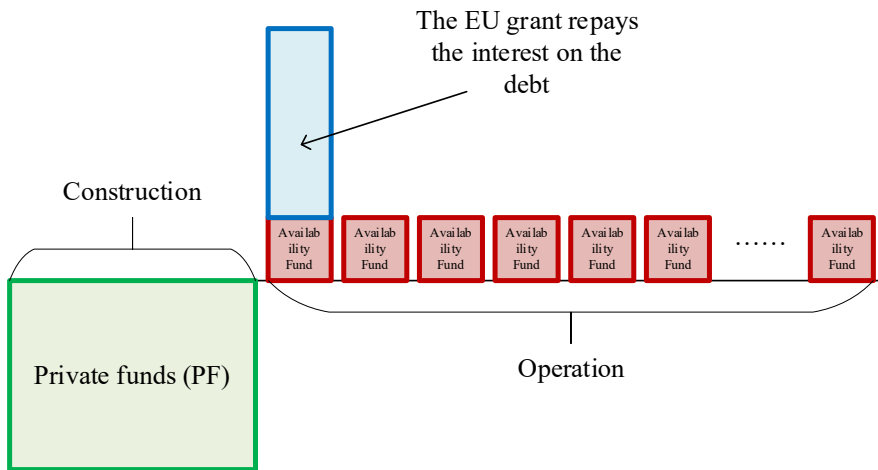 The EU grant repays
the interest on the
debt
Construction
Availab
ility
Fund
Availab
ility
Fund
Availab
ility
Fund
Availab
ility
Fund
Availab
ility
Fund
Availab
ility
Fund
……
Availab
ility
Fund
Private funds (PF)
Operation